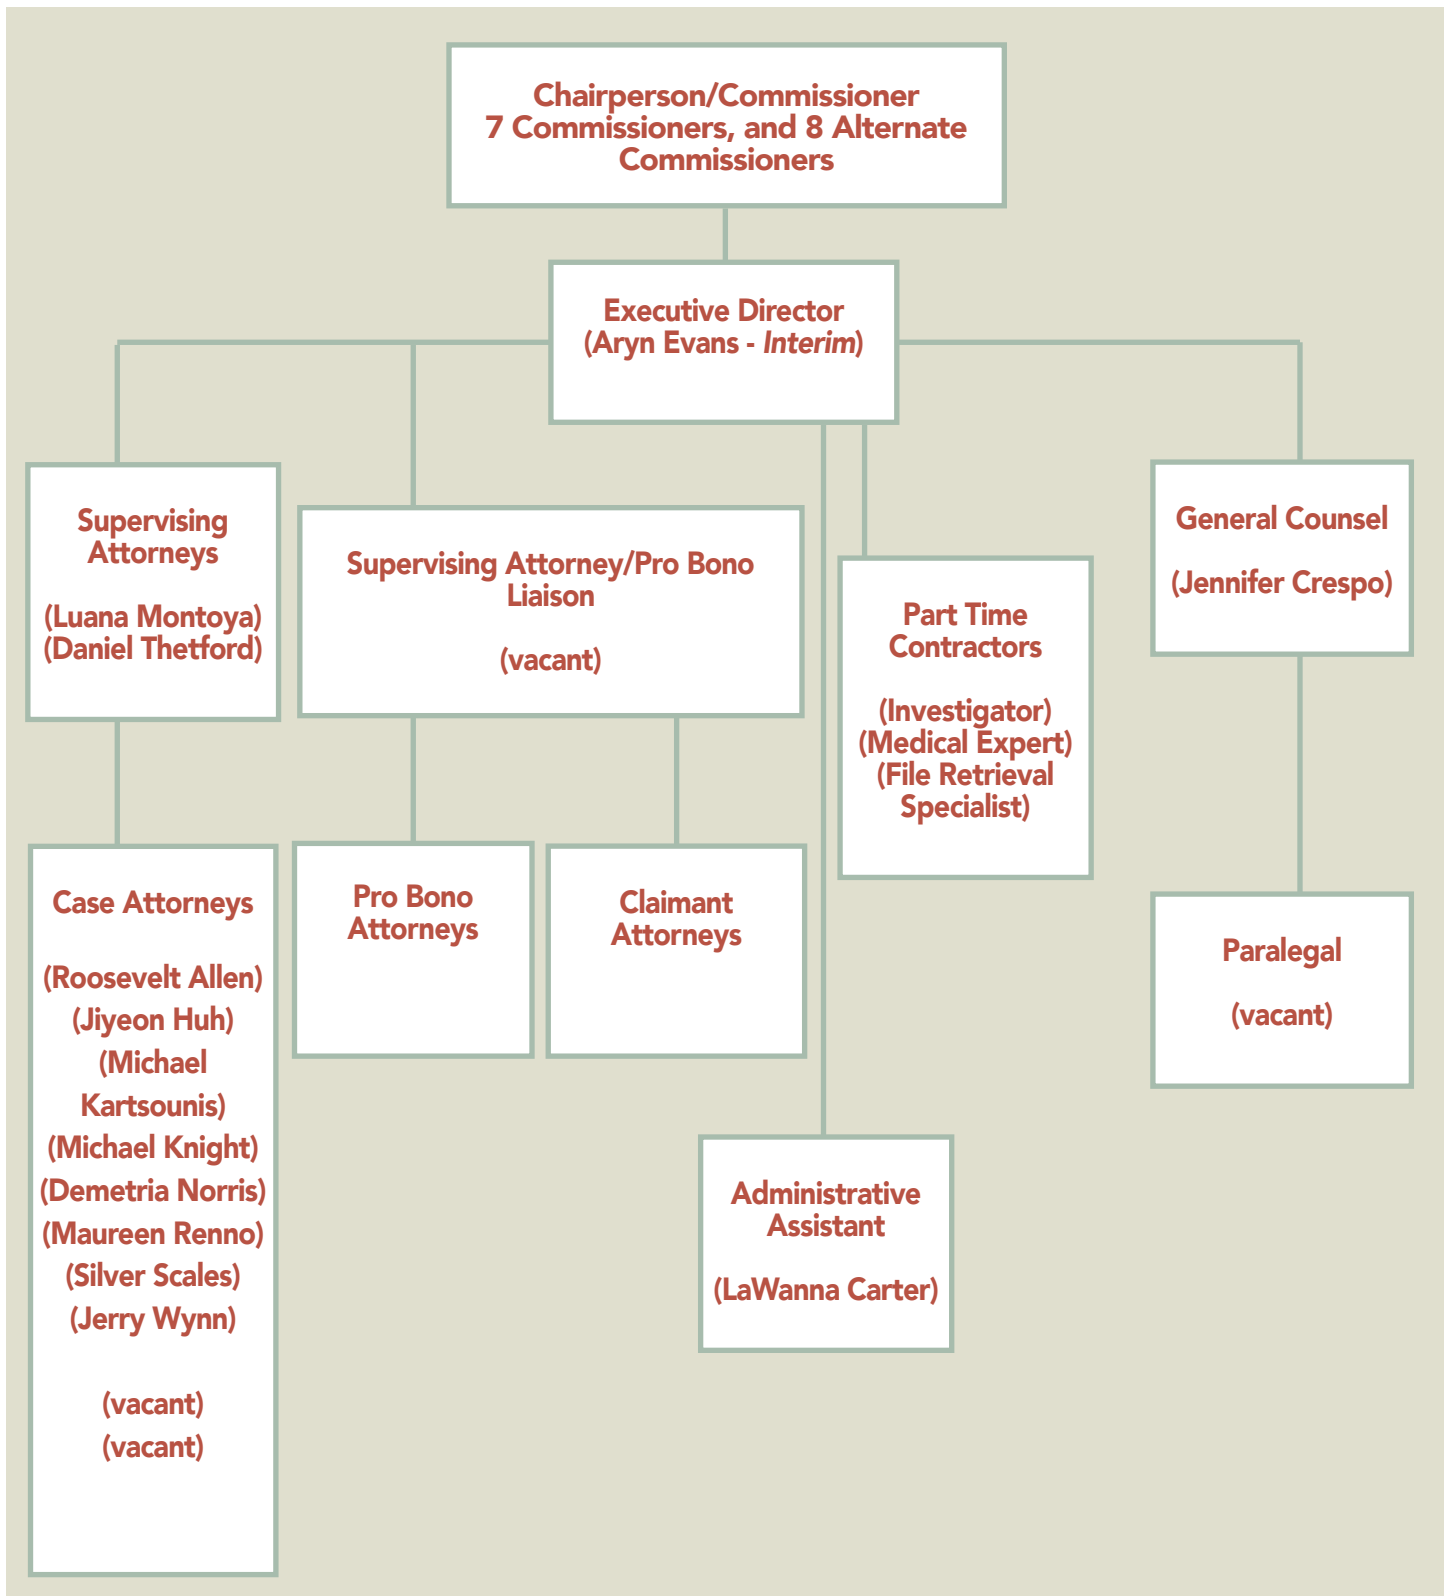 Chairperson/Commissioner
7 Commissioners, and 8 Alternate
Commissioners
Executive Director
(Aryn Evans - Interim)
Supervising
Attorneys
(Luana Montoya)
(Daniel Thetford)
Supervising Attorney/Pro Bono
Liaison
(vacant)
Part Time
Contractors
(Investigator)
(Medical Expert)
(File Retrieval
Specialist)
General Counsel
(Jennifer Crespo)
Case Attorneys
(Roosevelt Allen)
(Jiyeon Huh)
(Michael
Kartsounis)
(Michael Knight)
(Demetria Norris)
(Maureen Renno)
(Silver Scales)
(Jerry Wynn)
(vacant)
(vacant)
Pro Bono
Attorneys
Claimant
Attorneys
Paralegal
(vacant)
Administrative
Assistant
(LaWanna Carter)